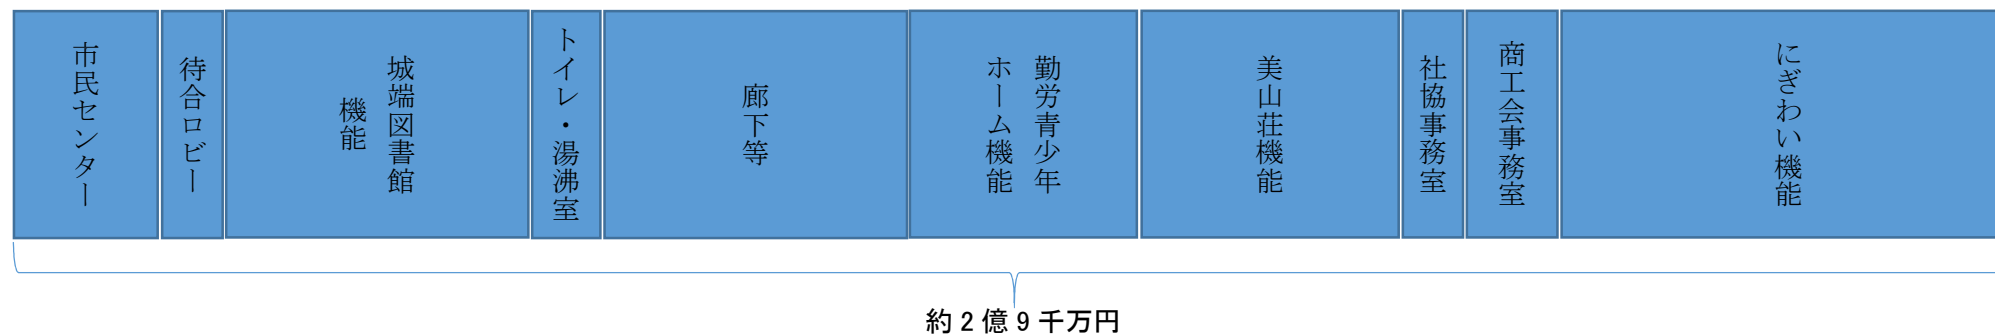 市民センター
待合ロビー
城端図書館
機能
トイレ・湯沸室
廊下等
勤労青少年
ホーム機能
美山荘機能
社協事務室
商工会事務室
にぎわい機能
約2億9千万円